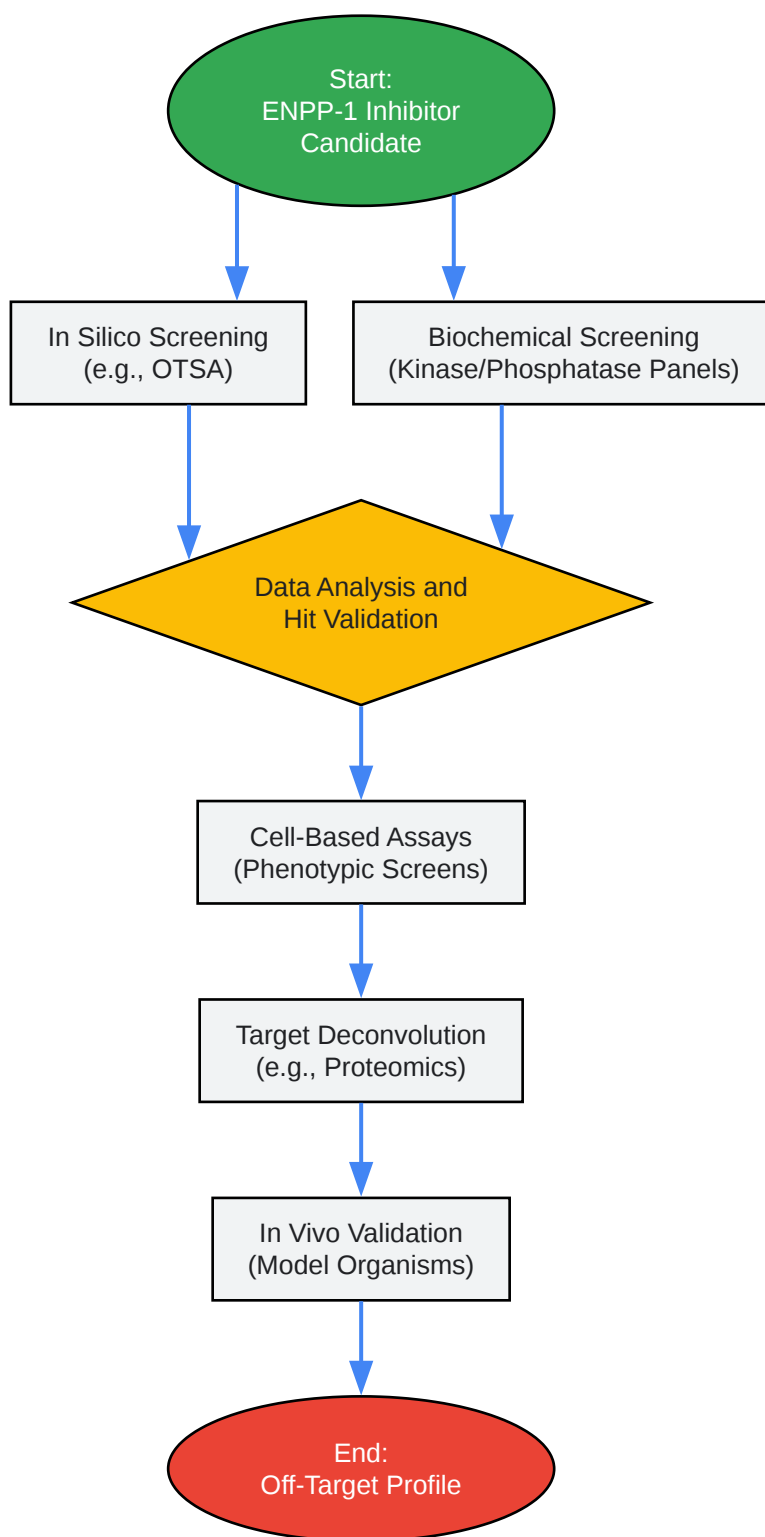 Start:
ENPP-1 Inhibitor
Candidate
In Silico Screening
(e.g., OTSA)
Biochemical Screening
(Kinase/Phosphatase Panels)
Data Analysis and
Hit Validation
Cell-Based Assays
(Phenotypic Screens)
Target Deconvolution
(e.g., Proteomics)
In Vivo Validation
(Model Organisms)
End:
Off-Target Profile